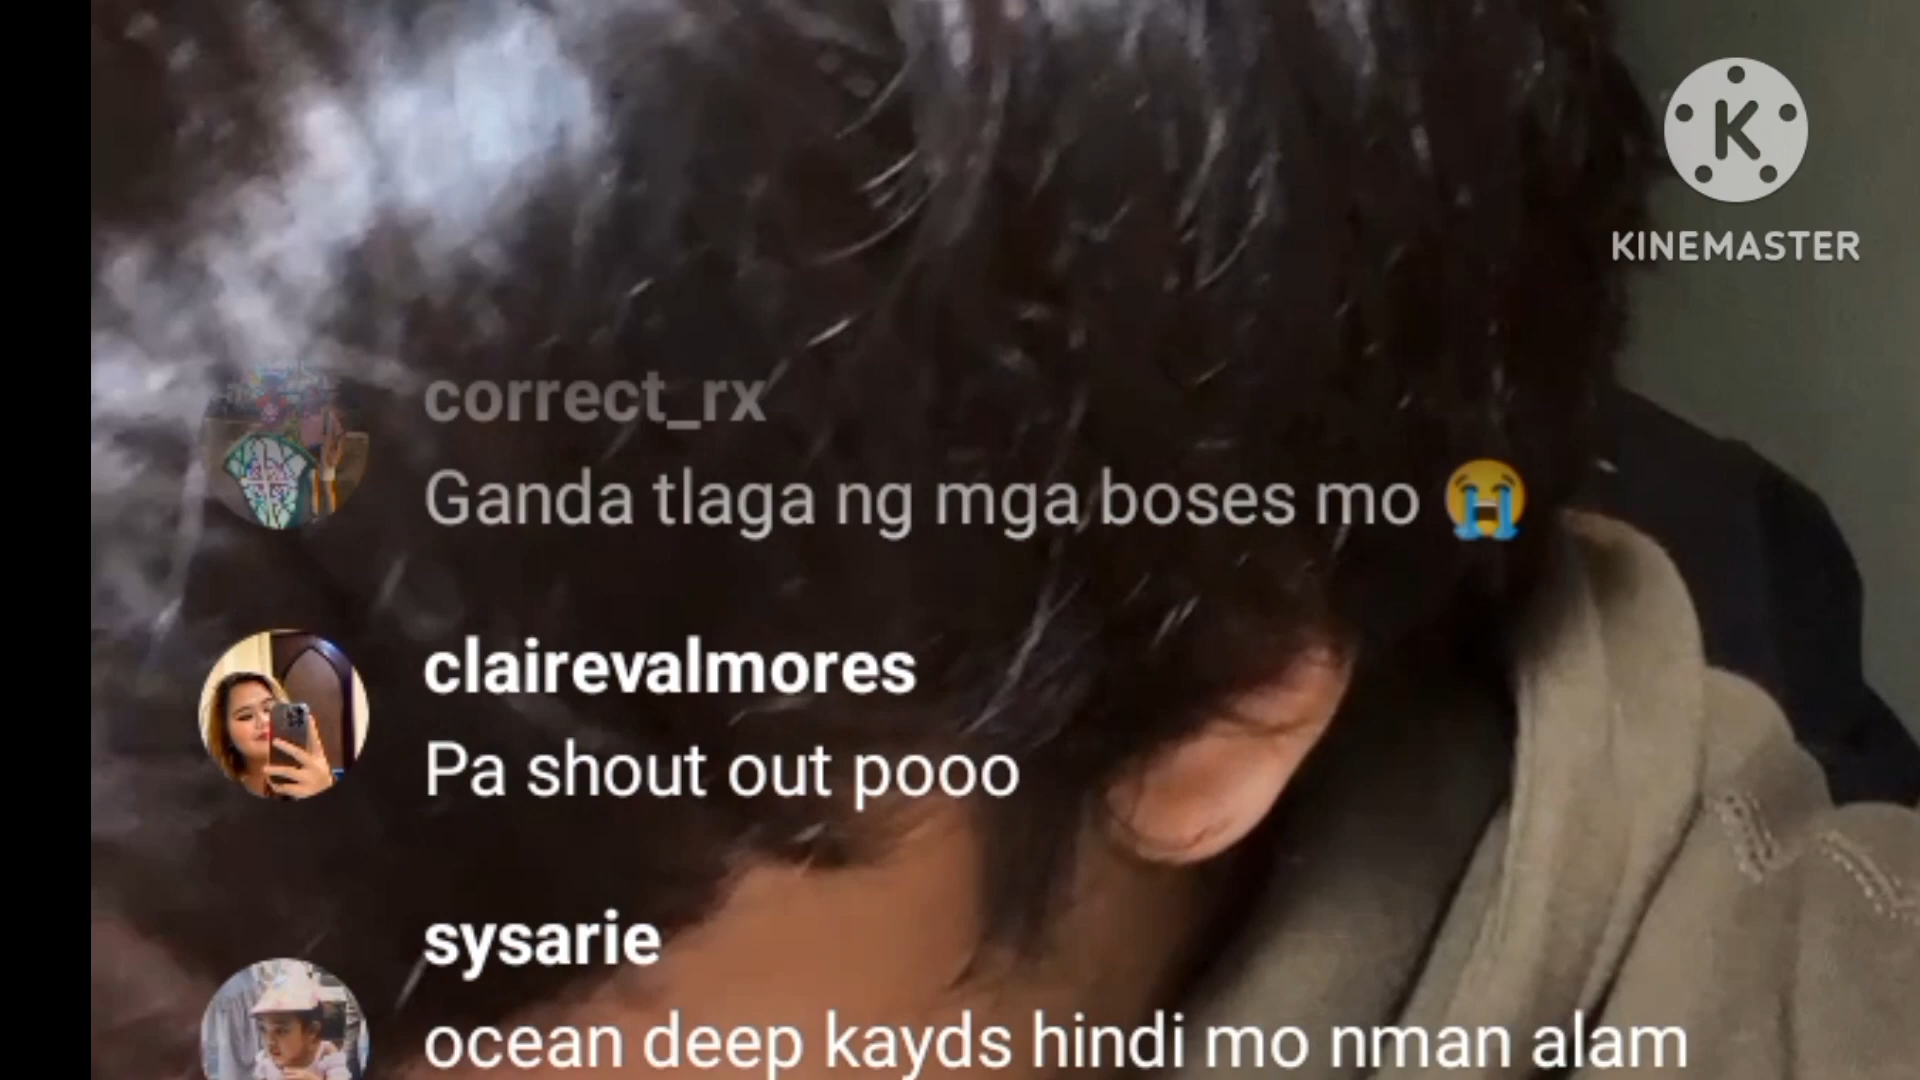 K
KINEMASTER
correct_rx
Ganda tlaga ng mga boses mo 😭
clairevalmores
Pa shout out pooo
sysarie
ocean deep kayds hindi mo nman alam